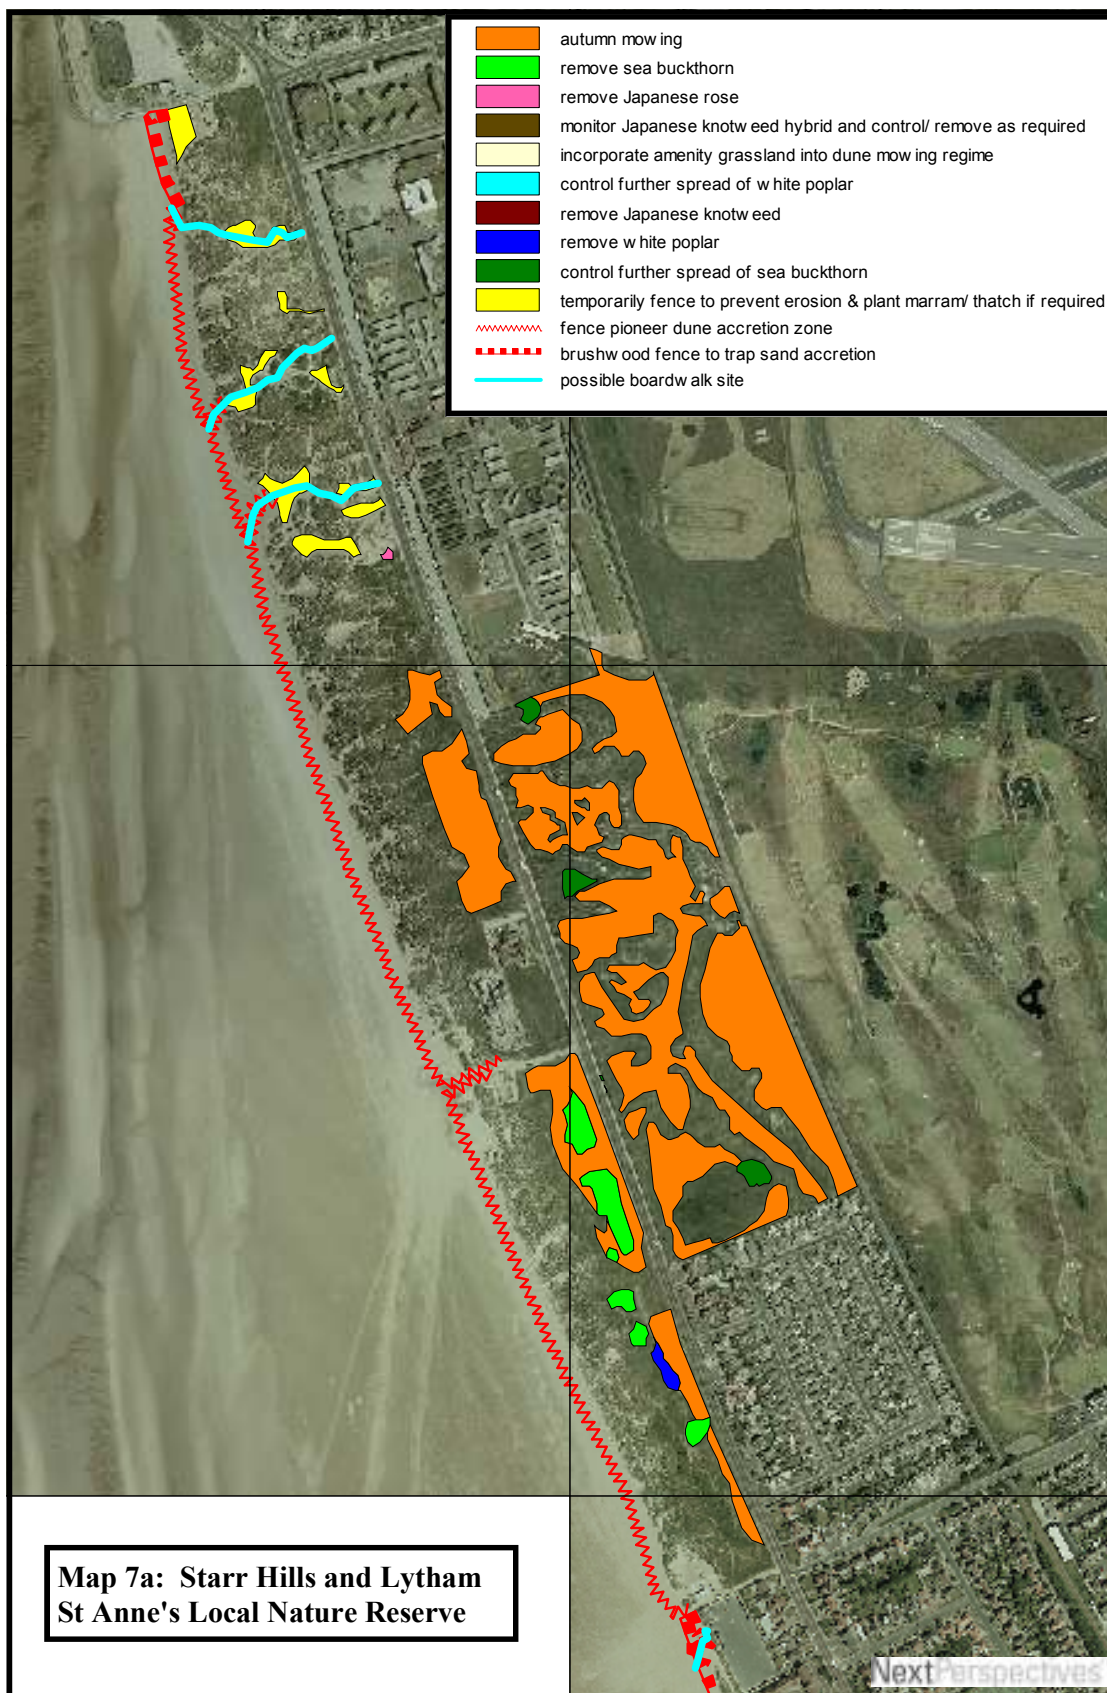 autumn mowing
remove sea buckthorn
remove Japanese rose
monitor Japanese knotweed hybrid and control/ remove as required
incorporate amenity grassland into dune mowing regime
control further spread of white poplar
remove Japanese knotweed
remove white poplar
control further spread of sea buckthorn
temporarily fence to prevent erosion & plant marram/ thatch if required
fence pioneer dune accretion zone
brushwood fence to trap sand accretion
possible boardwalk site
Map 7a: Starr Hills and Lytham
St Anne's Local Nature Reserve
NextPerspectives